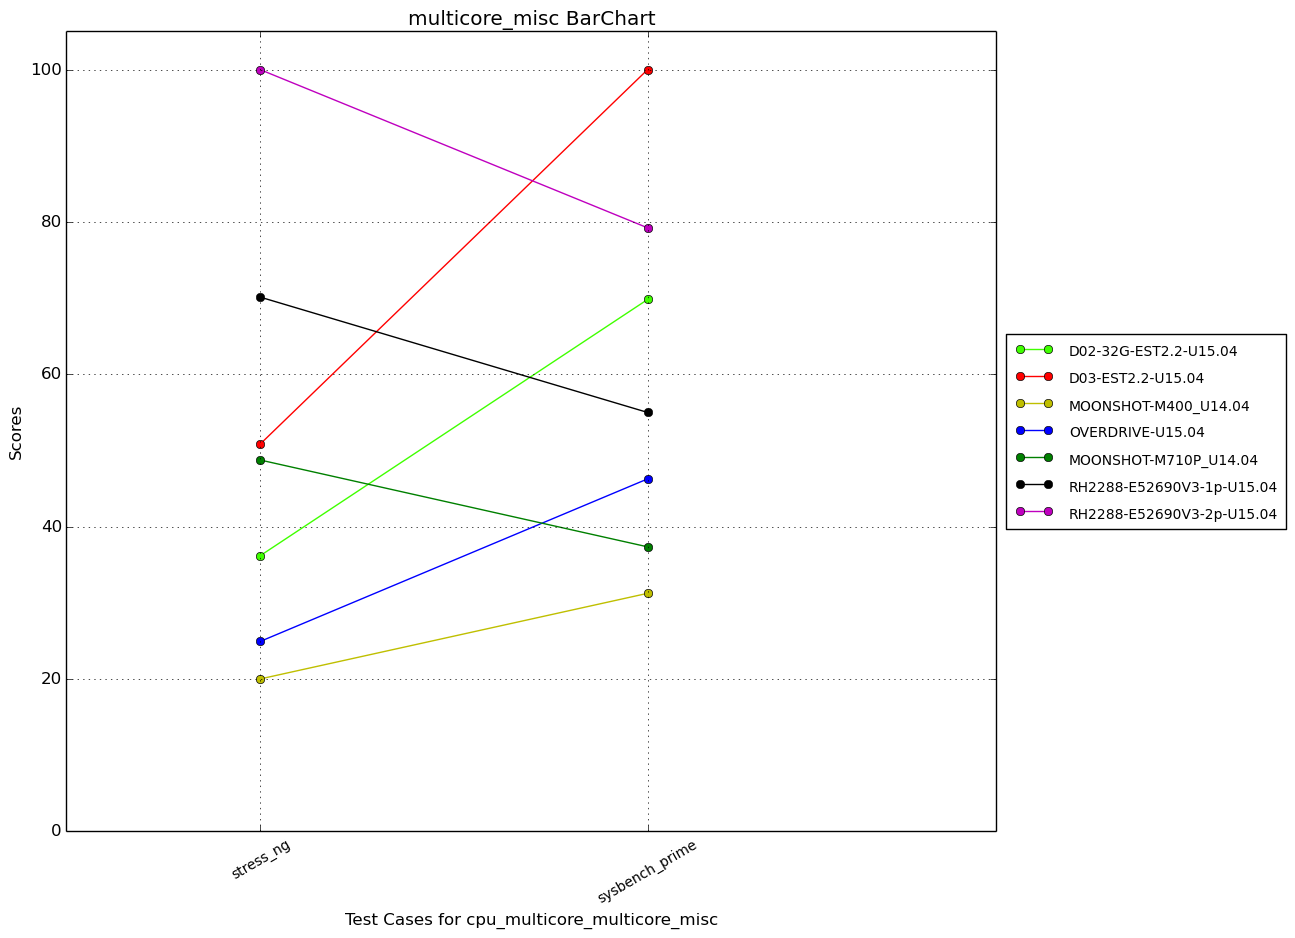 multicore_misc BarChart
100
80
60
40
20
0
Scores
stress_ng
sysbench_prime
Test Cases for cpu_multicore_multicore_misc
D02-32G-EST2.2-U15.04
D03-EST2.2-U15.04
MOONSHOT-M400_U14.04
OVERDRIVE-U15.04
MOONSHOT-M710P_U14.04
RH2288-E52690V3-1p-U15.04
RH2288-E52690V3-2p-U15.04